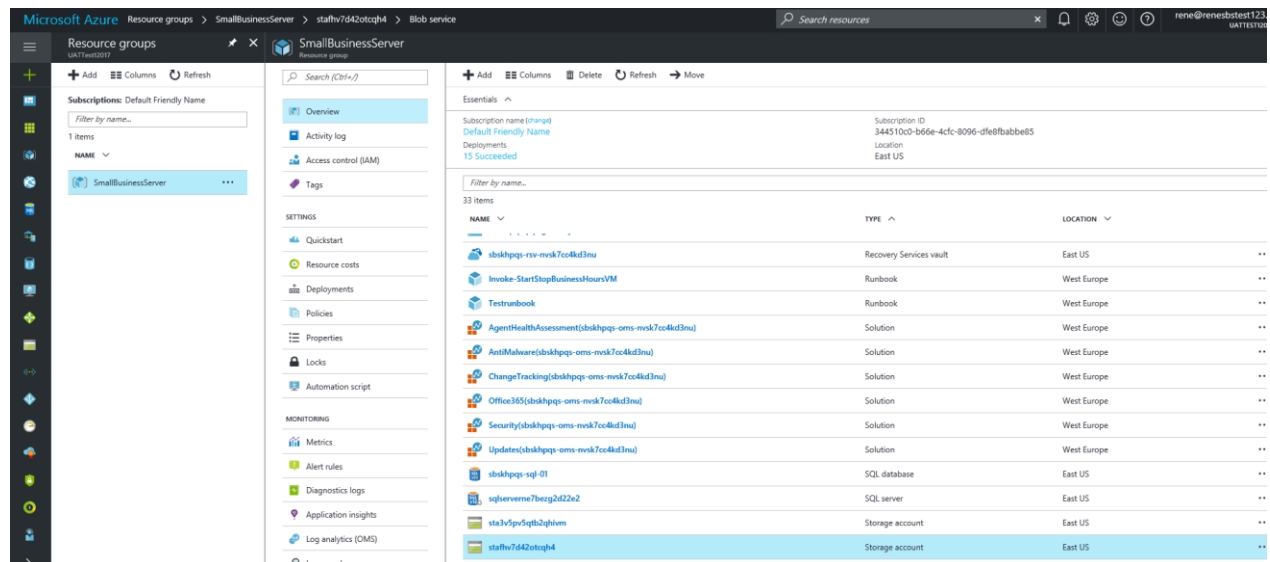 Microsoft Azure Resource groups > SmallBusinessServer > stafhv7d42otcqh4 > Blob service
Search resources
rene@renesbstest123.
UATTEST120
Resource groups
UATTest12017
Add Columns Refresh
Subscriptions: Default Friendly Name
Filter by name...
1 items
NAME
SmallBusinessServer
SmallBusinessServer
Resource group
Search (Ctrl+/)
Overview
Activity log
Access control (IAM)
Tags
SETTINGS
Quickstart
Resource costs
Deployments
Policies
Properties
Locks
Automation script
MONITORING
Metrics
Alert rules
Diagnostics logs
Application insights
Log analytics (OMS)
Add Columns Delete Refresh Move
Essentials
Subscription name (change)
Default Friendly Name
Deployments
15 Succeeded
Subscription ID
344510c0-b66e-4cfc-8096-dfe8fbabbe85
Location
East US
Filter by name...
33 items
NAME TYPE LOCATION
sbskhpqs-rsv-nvsk7cc4kd3nu Recovery Services vault East US
Invoke-StartStopBusinessHoursVM Runbook West Europe
Testrunbook Runbook West Europe
AgentHealthAssessment(sbskhpqs-oms-nvsk7cc4kd3nu) Solution West Europe
AntiMalware(sbskhpqs-oms-nvsk7cc4kd3nu) Solution West Europe
ChangeTracking(sbskhpqs-oms-nvsk7cc4kd3nu) Solution West Europe
Office365(sbskhpqs-oms-nvsk7cc4kd3nu) Solution West Europe
Security(sbskhpqs-oms-nvsk7cc4kd3nu) Solution West Europe
Updates(sbskhpqs-oms-nvsk7cc4kd3nu) Solution West Europe
sbskhpqs-sql-01 SQL database East US
sqlserverne7bezg2d22e2 SQL server East US
sta3v5pv5qtb2qhivm Storage account East US
stafhv7d42otcqh4 Storage account East US